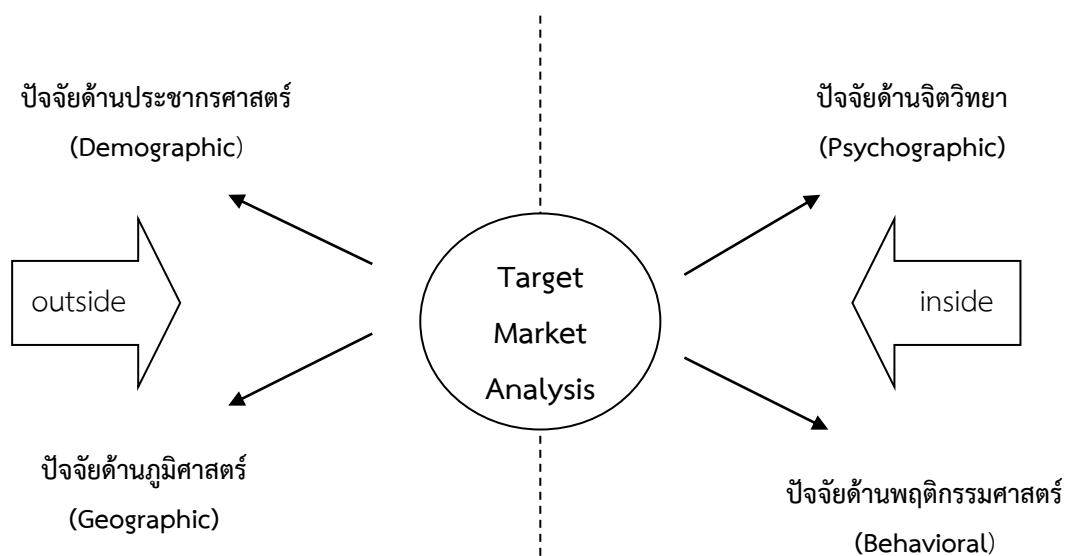 ปัจจัยด้านประชากรศาสตร์
(Demographic)
ปัจจัยด้านจิตวิทยา
(Psychographic)
outside
Target
Market
Analysis
inside
ปัจจัยด้านภูมิศาสตร์
(Geographic)
ปัจจัยด้านพฤติกรรมศาสตร์
(Behavioral)